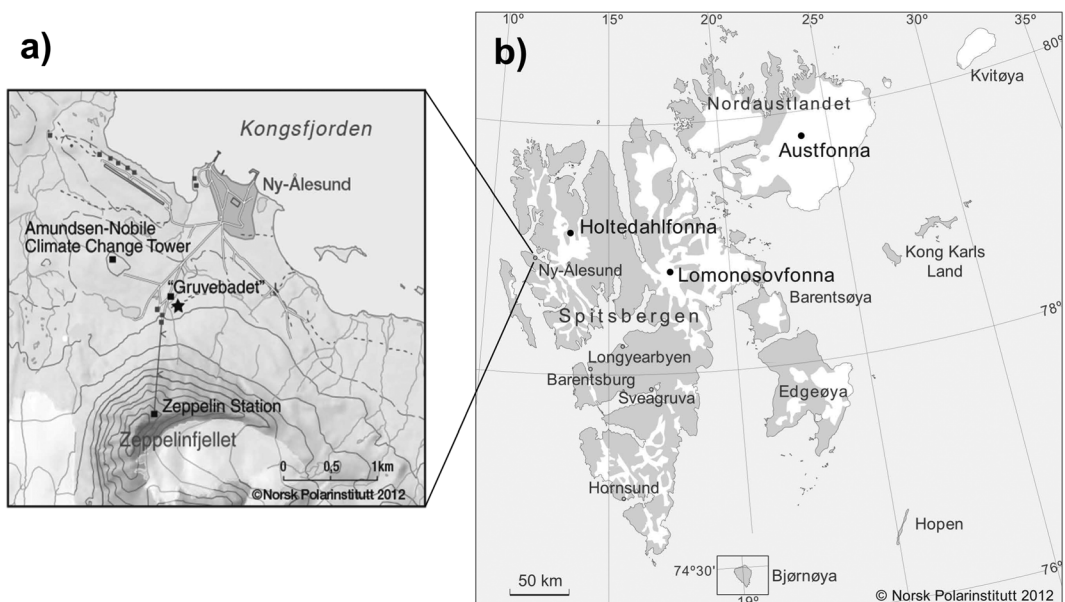 a)
Kongsfjorden
Ny-Ålesund
Amundsen-Nobile
Climate Change Tower
"Gruvebadet"
Zeppelin Station
Zeppelinfjellet
0 0,5 1km
©Norsk Polarinstitutt 2012
b)
10° 15° 20° 25° 30° 35°
80°
Kvitøya
Nordaustlandet
Austfonna
Holtedahlfonna
Ny-Ålesund
Lomonosovfonna
Kong Karls
Land
Barentsøya
78°
Spitsbergen
Longyearbyen
Barentsburg
Sveagruva
Edgeøya
Hornsund
Hopen
76°
74°30'
Bjørnøya
19°
50 km
© Norsk Polarinstitutt 2012